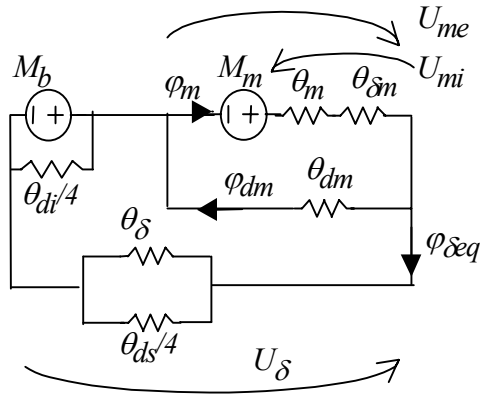 U_me
M_b
φ_m
M_m
U_mi
θ_m
θ_δm
- +
- +
θ_di/4
φ_dm
θ_dm
θ_δ
φ_δeq
θ_ds/4
U_δ